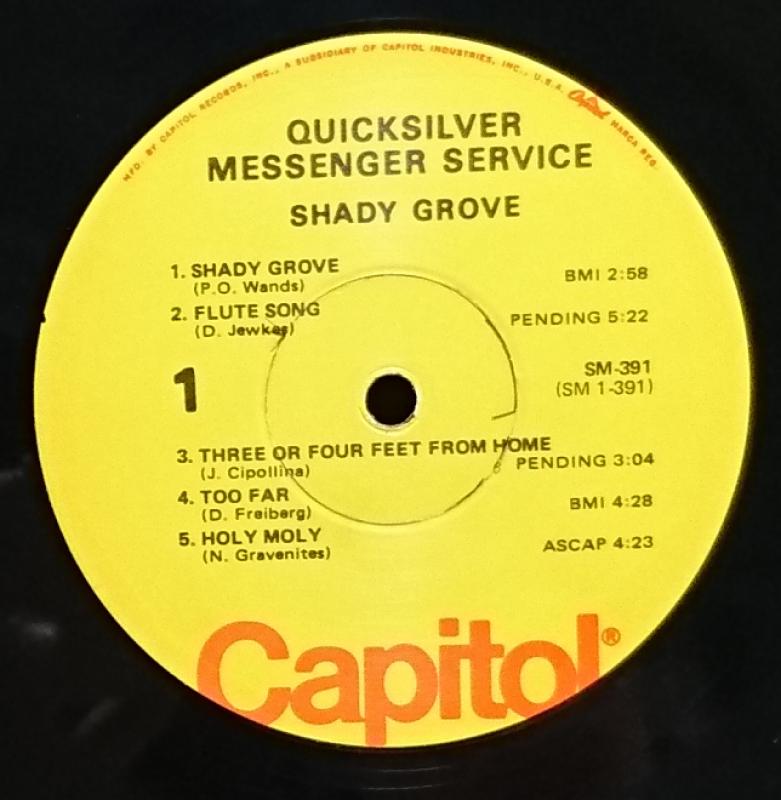 MFD. BY CAPITOL RECORDS, INC., A SUBSIDIARY OF CAPITOL INDUSTRIES, INC., U.S.A. Capitol MARCA REG.
QUICKSILVER
MESSENGER SERVICE
SHADY GROVE
1. SHADY GROVE BMI 2:58
(P.O. Wands)
2. FLUTE SONG PENDING 5:22
(D. Jewkes)
1
SM-391
(SM 1-391)
3. THREE OR FOUR FEET FROM HOME
(J. Cipollina) PENDING 3:04
4. TOO FAR BMI 4:28
(D. Freiberg)
5. HOLY MOLY ASCAP 4:23
(N. Gravenites)
Capitol®